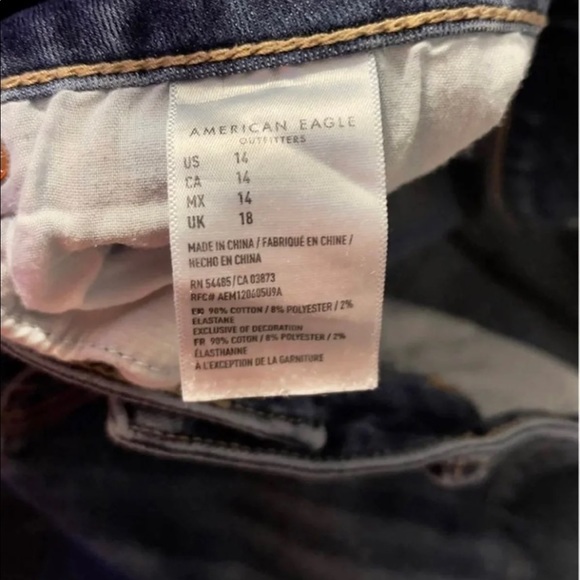 AMERICAN EAGLE
OUTFITTERS
US 14
CA 14
MX 14
UK 18
MADE IN CHINA / FABRIQUÉ EN CHINE /
HECHO EN CHINA
RN 54485 / CA 03873
RFC# AEM120605U9A
EN: 90% COTTON / 8% POLYESTER / 2%
ELASTANE
EXCLUSIVE OF DECORATION
FR: 90% COTTON / 8% POLYESTER / 2%
ÉLASTHANNE
À L'EXCEPTION DE LA GARNITURE